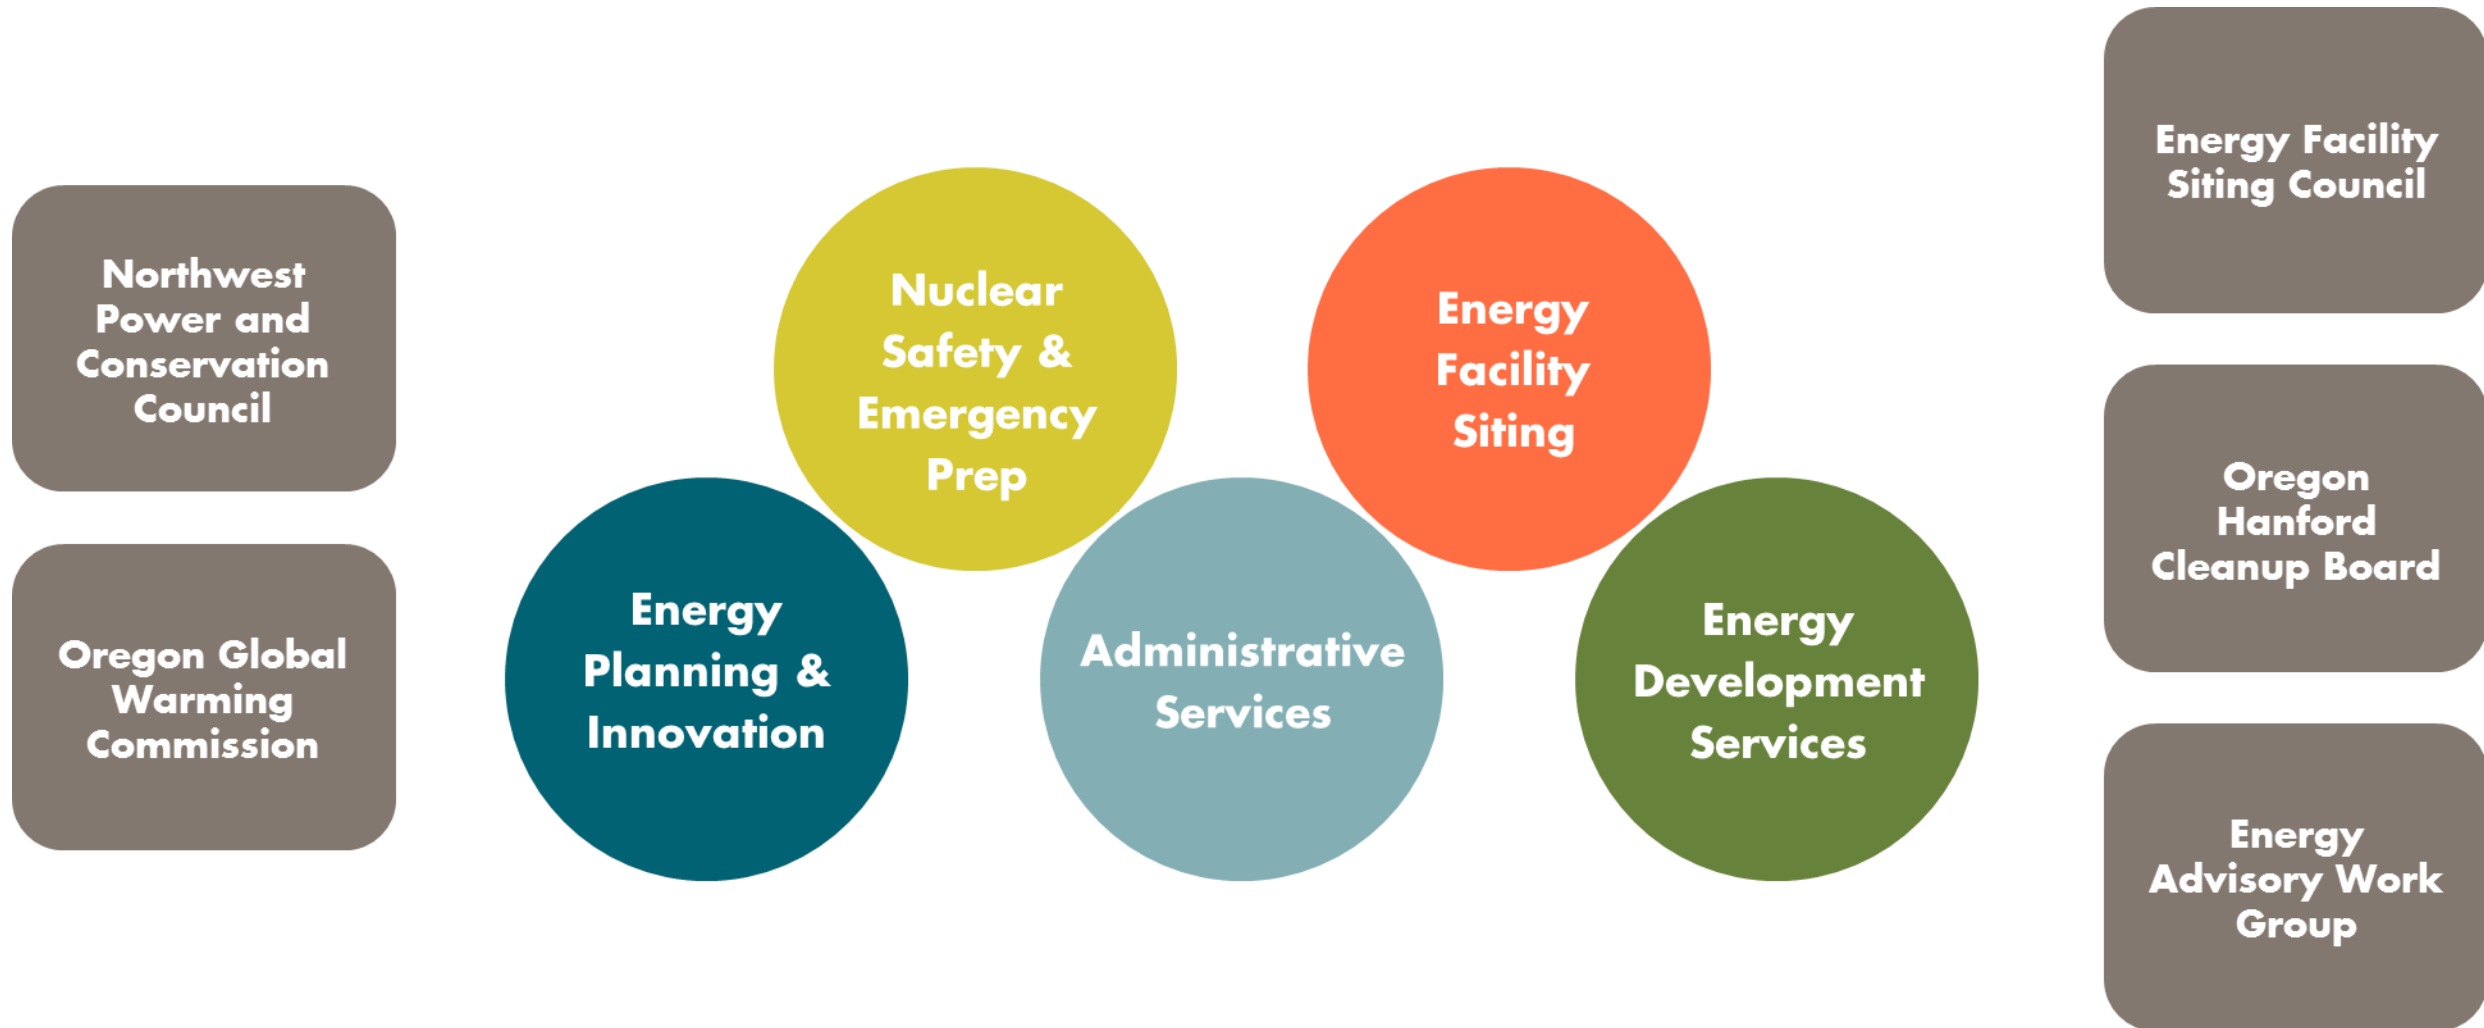 Northwest
Power and
Conservation
Council
Oregon Global
Warming
Commission
Nuclear
Safety &
Emergency
Prep
Energy
Facility
Siting
Energy
Planning &
Innovation
Administrative
Services
Energy
Development
Services
Energy Facility
Siting Council
Oregon
Hanford
Cleanup Board
Energy
Advisory Work
Group